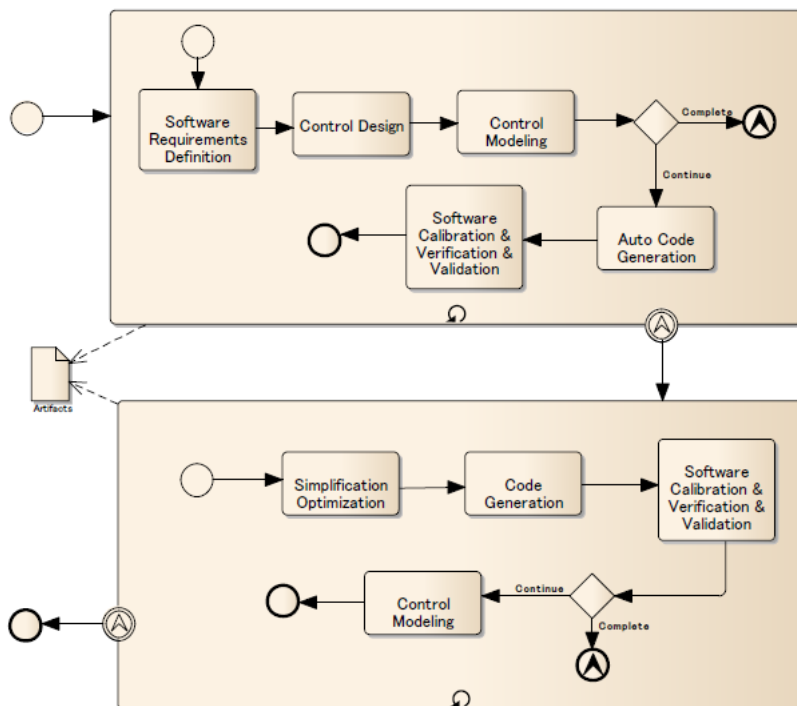 Software
Requirements
Definition
Control Design
Control
Modeling
Complete
Continue
Software
Calibration &
Verification &
Validation
Auto Code
Generation
Artifacts
Simplification
Optimization
Code
Generation
Software
Calibration &
Verification &
Validation
Control
Modeling
Continue
Complete